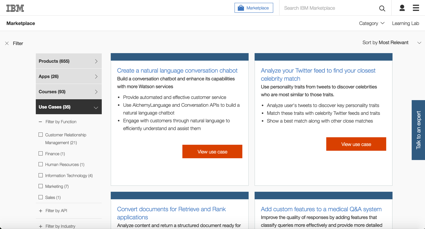 IBM
Marketplace
Search IBM Marketplace
Marketplace
Category
Learning Lab
Filter
Sort by Most Relevant
Products (655)
Apps (26)
Courses (93)
Use Cases (35)
Filter by Function
Customer Relationship
Management (21)
Finance (1)
Human Resources (1)
Information Technology (4)
Marketing (7)
Sales (1)
Filter by API
Filter by Industry
Create a natural language conversation chatbot
Build a conversation chatbot and enhance its capabilities
with more Watson services
Provide automated and effective customer service
Use AlchemyLanguage and Conversation APIs to build a
natural language chatbot
Engage with customers through natural language to
efficiently understand and assist them
View use case
Analyze your Twitter feed to find your closest
celebrity match
Use personality traits from tweets to discover celebrities
who are most similar to those traits.
Analyze user's tweets to discover key personality traits
Match these traits with celebrity Twitter feeds and traits
Show a best match along with other close matches
View use case
Convert documents for Retrieve and Rank
applications
Analyze content and return a structured document ready for
Add custom features to a medical Q&A system
Improve the quality of responses by adding features that
classify queries more effectively and provide more detailed
Talk to an expert